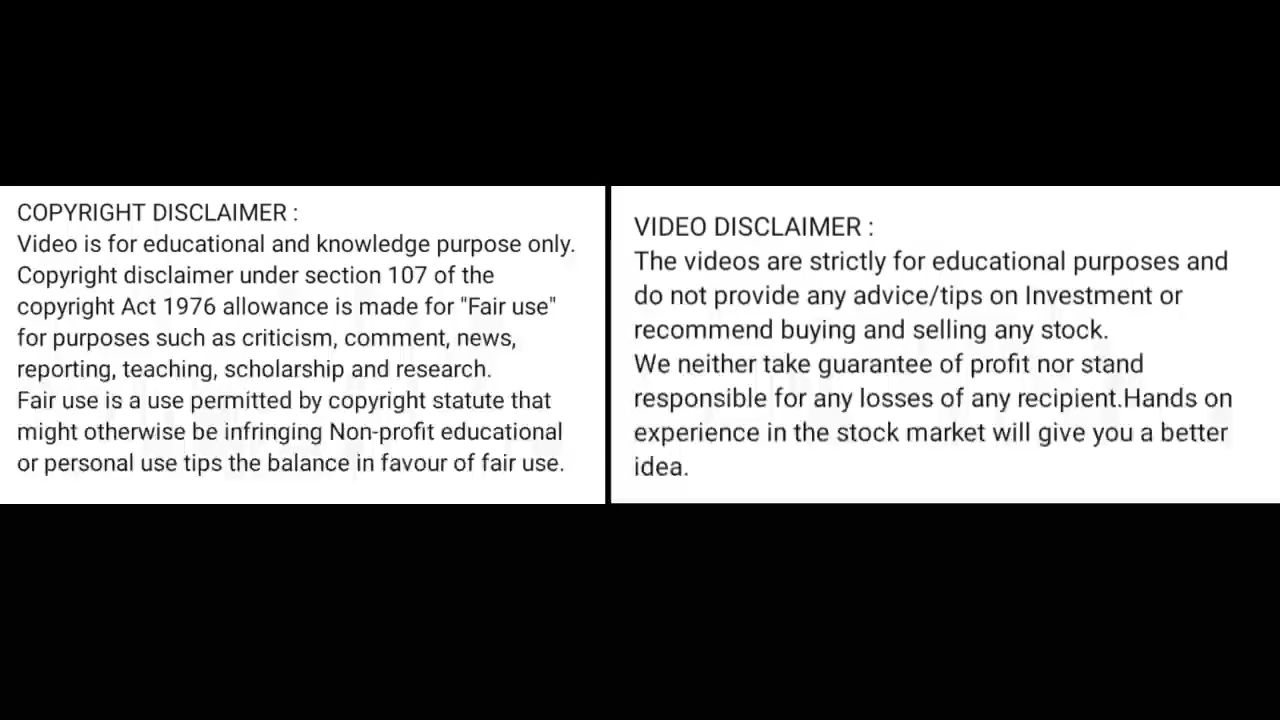 COPYRIGHT DISCLAIMER :
Video is for educational and knowledge purpose only.
Copyright disclaimer under section 107 of the
copyright Act 1976 allowance is made for "Fair use"
for purposes such as criticism, comment, news,
reporting, teaching, scholarship and research.
Fair use is a use permitted by copyright statute that
might otherwise be infringing Non-profit educational
or personal use tips the balance in favour of fair use.
VIDEO DISCLAIMER :
The videos are strictly for educational purposes and
do not provide any advice/tips on Investment or
recommend buying and selling any stock.
We neither take guarantee of profit nor stand
responsible for any losses of any recipient.Hands on
experience in the stock market will give you a better
idea.